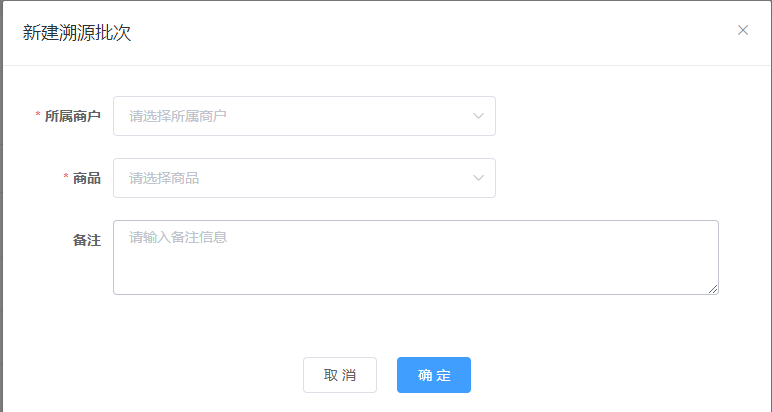 新建溯源批次
* 所属商户 请选择所属商户
* 商品 请选择商品
备注 请输入备注信息
取 消 确 定